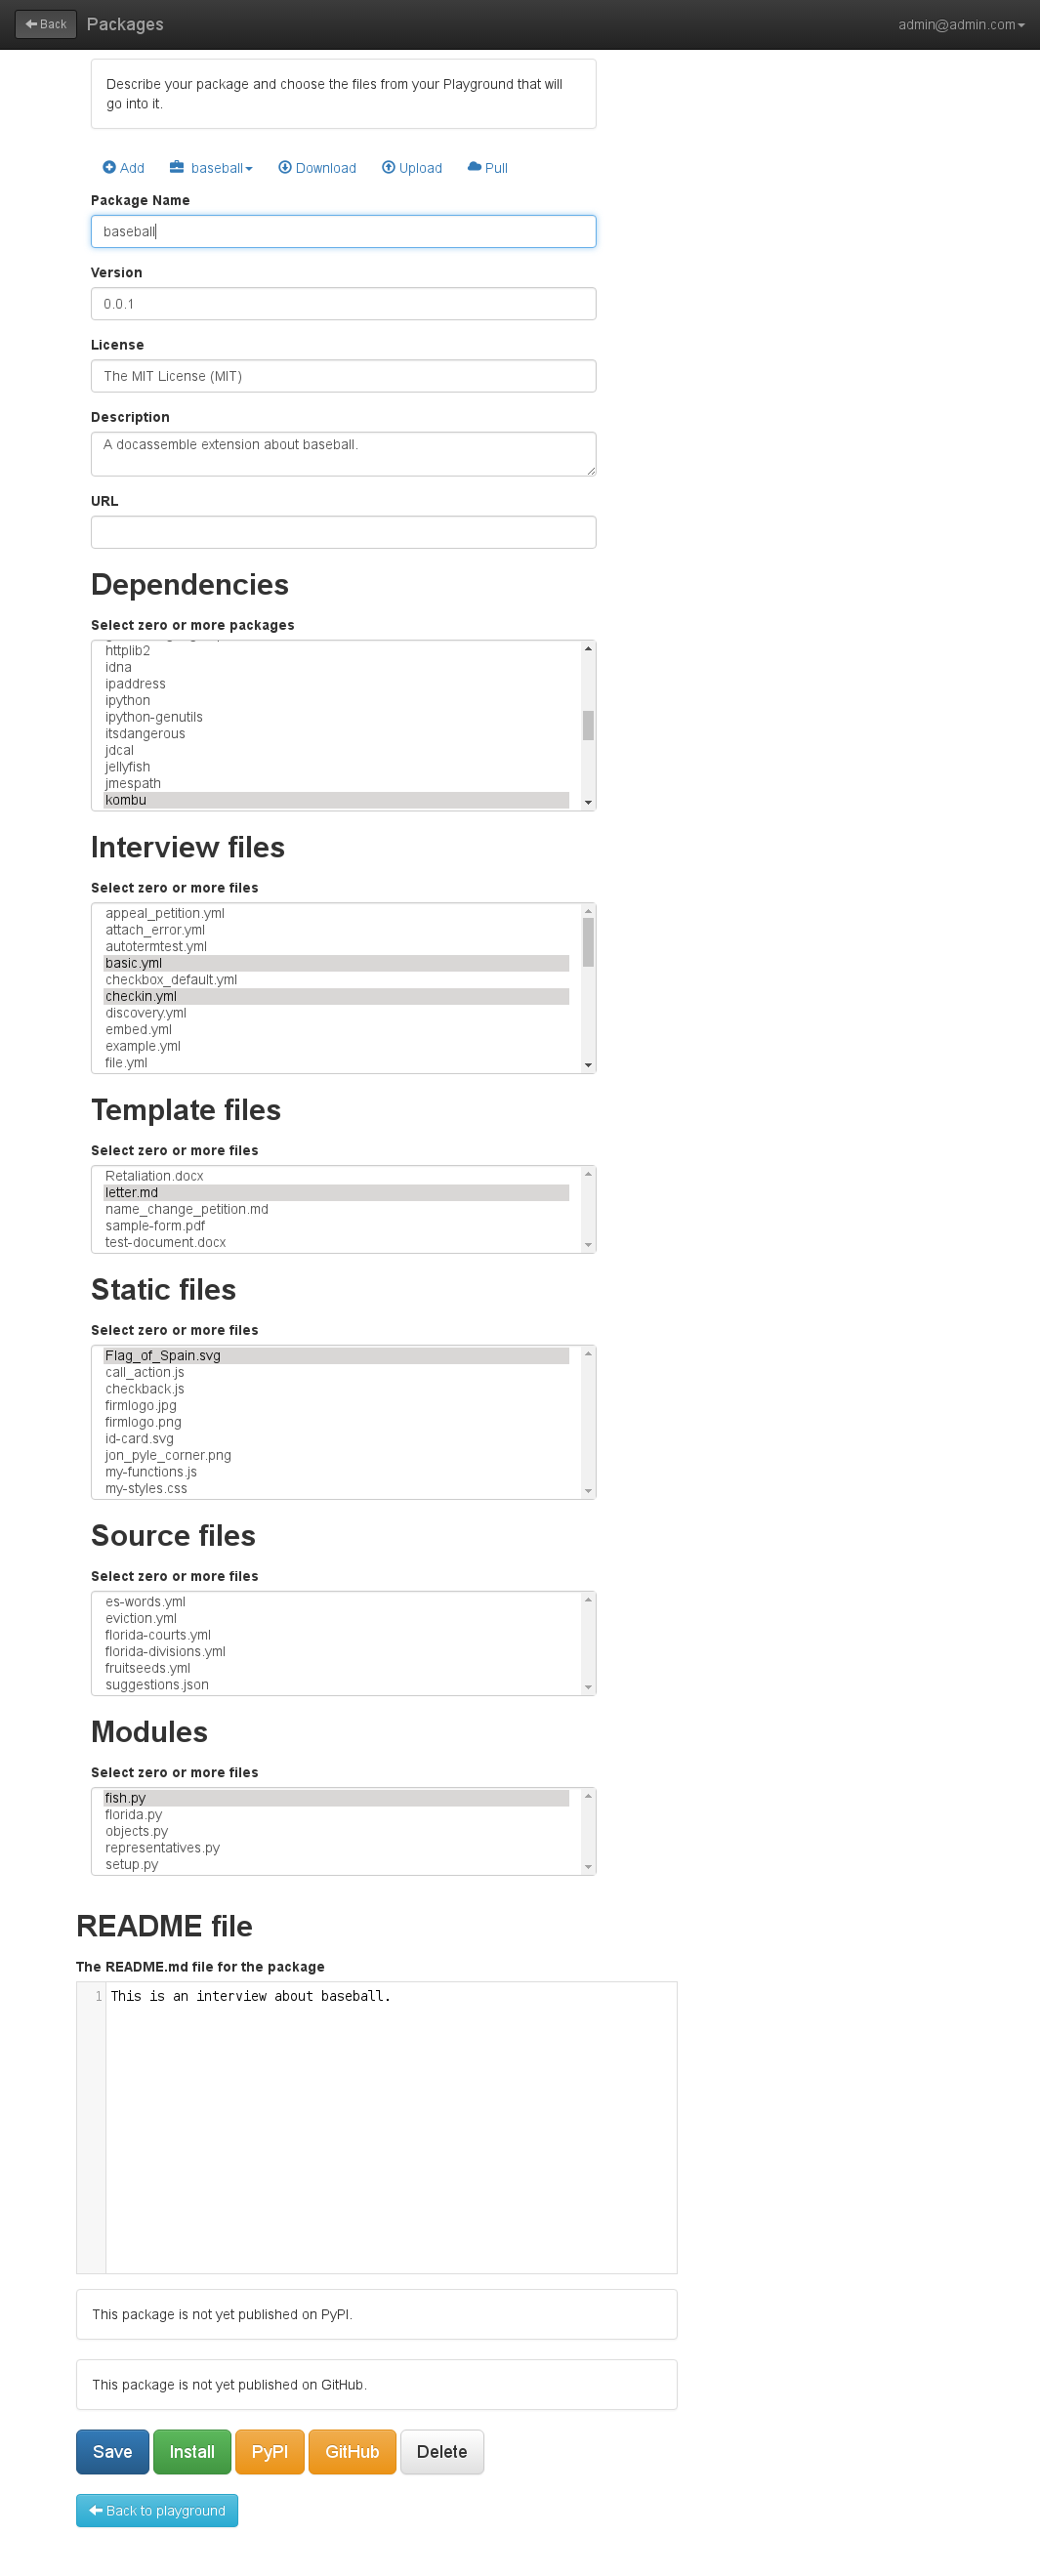 Back Packages admin@admin.com
Describe your package and choose the files from your Playground that will
go into it.
Add baseball Download Upload Pull
Package Name
baseball
Version
0.0.1
License
The MIT License (MIT)
Description
A docassemble extension about baseball.
URL
Dependencies
Select zero or more packages
httplib2
idna
ipaddress
ipython
ipython-genutils
itsdangerous
jdcal
jellyfish
jmespath
kombu
Interview files
Select zero or more files
appeal_petition.yml
attach_error.yml
autotermtest.yml
basic.yml
checkbox_default.yml
checkin.yml
discovery.yml
embed.yml
example.yml
file.yml
Template files
Select zero or more files
Retaliation.docx
letter.md
name_change_petition.md
sample-form.pdf
test-document.docx
Static files
Select zero or more files
Flag_of_Spain.svg
call_action.js
checkback.js
firmlogo.jpg
firmlogo.png
id-card.svg
jon_pyle_corner.png
my-functions.js
my-styles.css
Source files
Select zero or more files
es-words.yml
eviction.yml
florida-courts.yml
florida-divisions.yml
fruitseeds.yml
suggestions.json
Modules
Select zero or more files
fish.py
florida.py
objects.py
representatives.py
setup.py
README file
The README.md file for the package
1 This is an interview about baseball.
This package is not yet published on PyPI.
This package is not yet published on GitHub.
Save Install PyPI GitHub Delete
Back to playground